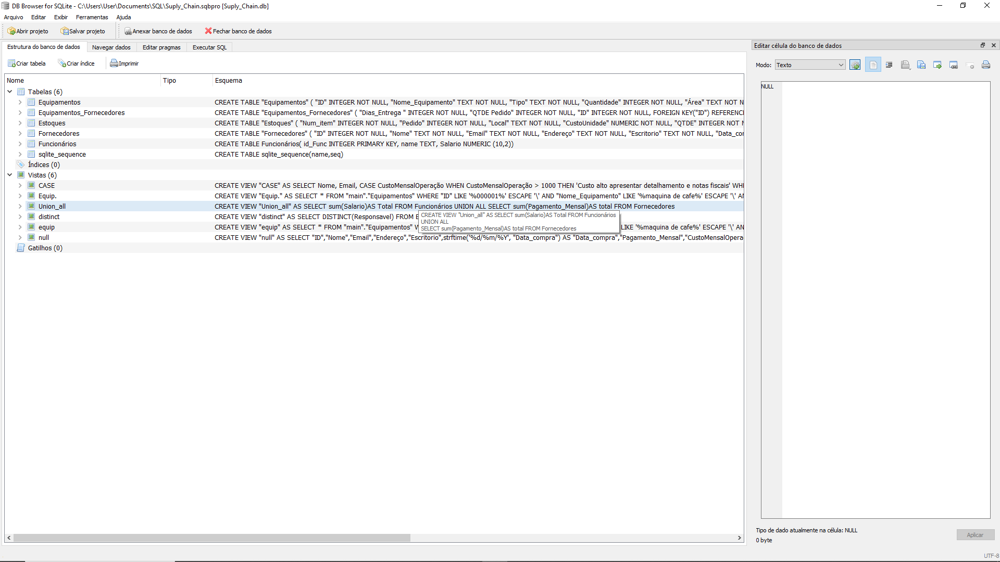 DB Browser for SQLite - C:\Users\User\Documents\SQL\Suply_Chain.sqbpro [Suply_Chain.db]
Arquivo Editar Exibir Ferramentas Ajuda
Abrir projeto Salvar projeto Anexar banco de dados Fechar banco de dados
Estrutura do banco de dados Navegar dados Editar pragmas Executar SQL
Criar tabela Criar índice Imprimir
Nome Tipo Esquema
Tabelas (6)
Equipamentos CREATE TABLE "Equipamentos" ( "ID" INTEGER NOT NULL, "Nome_Equipamento" TEXT NOT NULL, "Tipo" TEXT NOT NULL, "Quantidade" INTEGER NOT NULL, "Área" TEXT NOT N
Equipamentos_Fornecedores CREATE TABLE "Equipamentos_Fornecedores" ( "Dias_Entrega " INTEGER NOT NULL, "QTDE Pedido" INTEGER NOT NULL, "ID" INTEGER NOT NULL, FOREIGN KEY("ID") REFERENC
Estoques CREATE TABLE "Estoques" ( "Num_item" INTEGER NOT NULL, "Pedido" INTEGER NOT NULL, "Local" TEXT NOT NULL, "CustoUnidade" NUMERIC NOT NULL, "QTDE" INTEGER NOT N
Fornecedores CREATE TABLE "Fornecedores" ( "ID" INTEGER NOT NULL, "Nome" TEXT NOT NULL, "Email" TEXT NOT NULL, "Endereço" TEXT NOT NULL, "Escritorio" TEXT NOT NULL, "Data_cor
Funcionários CREATE TABLE Funcionários( id_Func INTEGER PRIMARY KEY, name TEXT, Salario NUMERIC (10,2))
sqlite_sequence CREATE TABLE sqlite_sequence(name,seq)
Índices (0)
Vistas (6)
CASE CREATE VIEW "CASE" AS SELECT Nome, Email, CASE CustoMensalOperação WHEN CustoMensalOperação > 1000 THEN 'Custo alto apresentar detalhamento e notas fiscais' WH
Equip. CREATE VIEW "Equip." AS SELECT * FROM "main"."Equipamentos" WHERE "ID" LIKE '%000001%' ESCAPE '\' AND "Nome_Equipamento" LIKE '%maquina de cafe%' ESCAPE '\' A
Union_all CREATE VIEW "Union_all" AS SELECT sum(Salario)AS Total FROM Funcionários UNION ALL SELECT sum(Pagamento_Mensal)AS total FROM Fornecedores
distinct CREATE VIEW "distinct" AS SELECT DISTINCT(Responsavel) FROM E
equip CREATE VIEW "equip" AS SELECT * FROM "main"."Equipamentos" W LIKE '%maquina de cafe%' ESCAPE '\' AN
null CREATE VIEW "null" AS SELECT "ID","Nome","Email","Endereço","Escritorio",strftime('%d/%m/%Y', "Data_compra") AS "Data_compra","Pagamento_Mensal","CustoMensalOpera
Gatilhos (0)
CREATE VIEW "Union_all" AS SELECT sum(Salario)AS Total FROM Funcionários
UNION ALL
SELECT sum(Pagamento_Mensal)AS total FROM Fornecedores
Editar célula do banco de dados
Modo: Texto
NULL
Tipo de dado atualmente na célula: NULL
0 byte
Aplicar
UTF-8